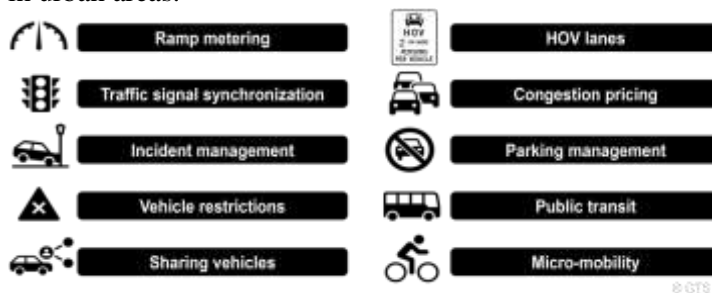 in urban areas.
Ramp metering
HOV
HOV lanes
Traffic signal synchronization
Congestion pricing
Incident management
Parking management
Vehicle restrictions
Public transit
Sharing vehicles
Micro-mobility
© GTS